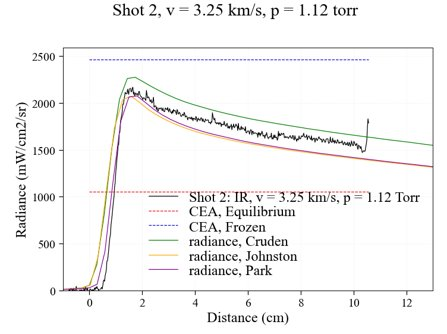 Shot 2, v = 3.25 km/s, p = 1.12 torr
Radiance (mW/cm2/sr)
2500
2000
1500
1000
500
0
Shot 2: IR, v = 3.25 km/s, p = 1.12 Torr
CEA, Equilibrium
CEA, Frozen
radiance, Cruden
radiance, Johnston
radiance, Park
0 2 4 6 8 10 12
Distance (cm)